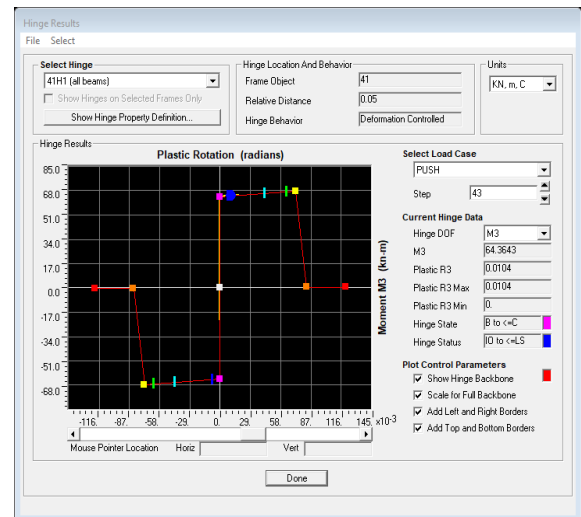 Hinge Results
File Select
Select Hinge
41H1 (all beams)
Show Hinges on Selected Frames Only
Show Hinge Property Definition...
Hinge Location And Behavior
Frame Object 41
Relative Distance 0.05
Hinge Behavior Deformation Controlled
Units
KN, m, C
Hinge Results
Plastic Rotation (radians)
85.0
68.0
51.0
34.0
17.0
0.0
-17.0
-34.0
-51.0
-68.0
-116. -87. -58. -29. 0. 29. 58. 87. 116. 145. x10-3
Moment M3 (kn-m)
Mouse Pointer Location Horiz Vert
Select Load Case
PUSH
Step 43
Current Hinge Data
Hinge DOF M3
M3 64.3643
Plastic R3 0.0104
Plastic R3 Max 0.0104
Plastic R3 Min 0.
Hinge State B to <=C
Hinge Status IO to <=LS
Plot Control Parameters
Show Hinge Backbone
Scale for Full Backbone
Add Left and Right Borders
Add Top and Bottom Borders
Done